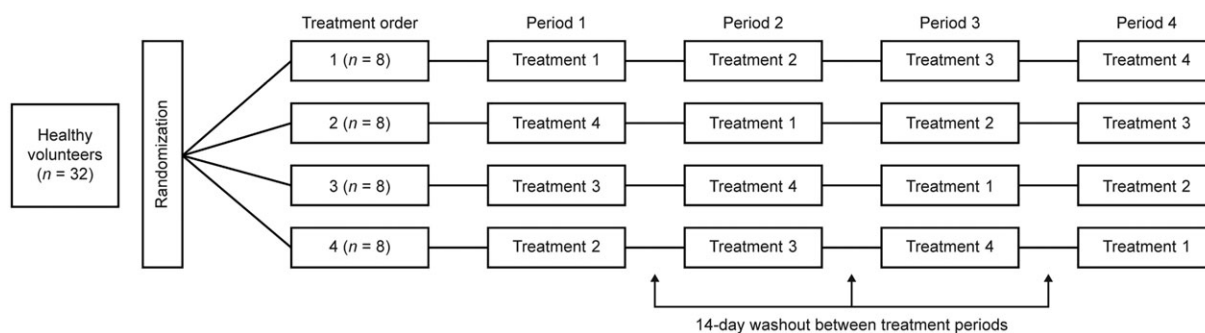 Treatment order Period 1 Period 2 Period 3 Period 4
1 (n = 8) Treatment 1 Treatment 2 Treatment 3 Treatment 4
2 (n = 8) Treatment 4 Treatment 1 Treatment 2 Treatment 3
Healthy
volunteers
(n = 32)
Randomization
3 (n = 8) Treatment 3 Treatment 4 Treatment 1 Treatment 2
4 (n = 8) Treatment 2 Treatment 3 Treatment 4 Treatment 1
14-day washout between treatment periods